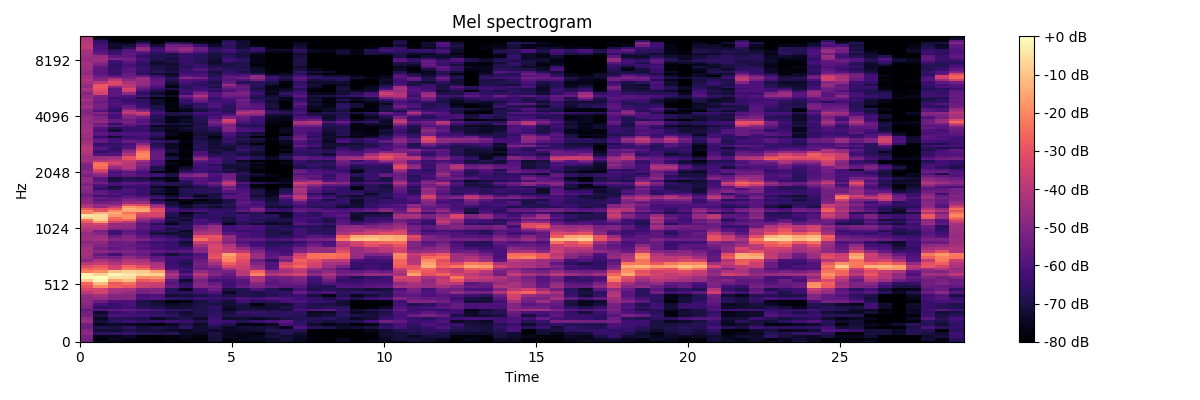 Mel spectrogram
Hz
8192
4096
2048
1024
512
0
0 5 10 15 20 25
Time
+0 dB
-10 dB
-20 dB
-30 dB
-40 dB
-50 dB
-60 dB
-70 dB
-80 dB